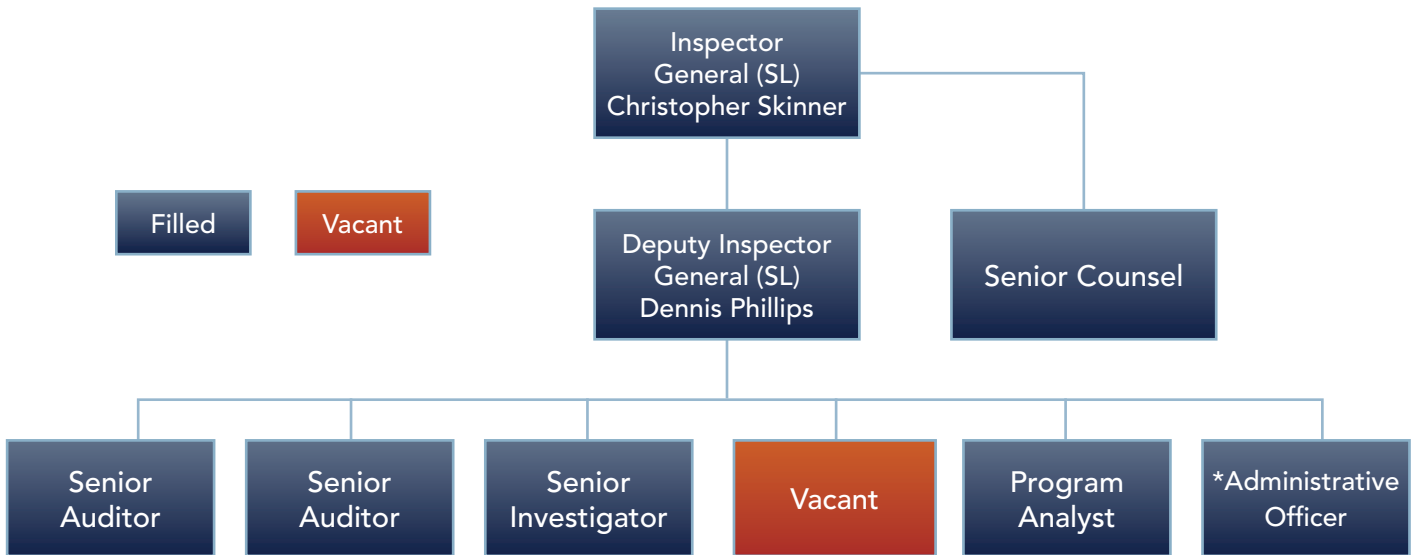 Inspector
General (SL)
Christopher Skinner
Filled
Vacant
Deputy Inspector
General (SL)
Dennis Phillips
Senior Counsel
Senior
Auditor
Senior
Auditor
Senior
Investigator
Vacant
Program
Analyst
*Administrative
Officer